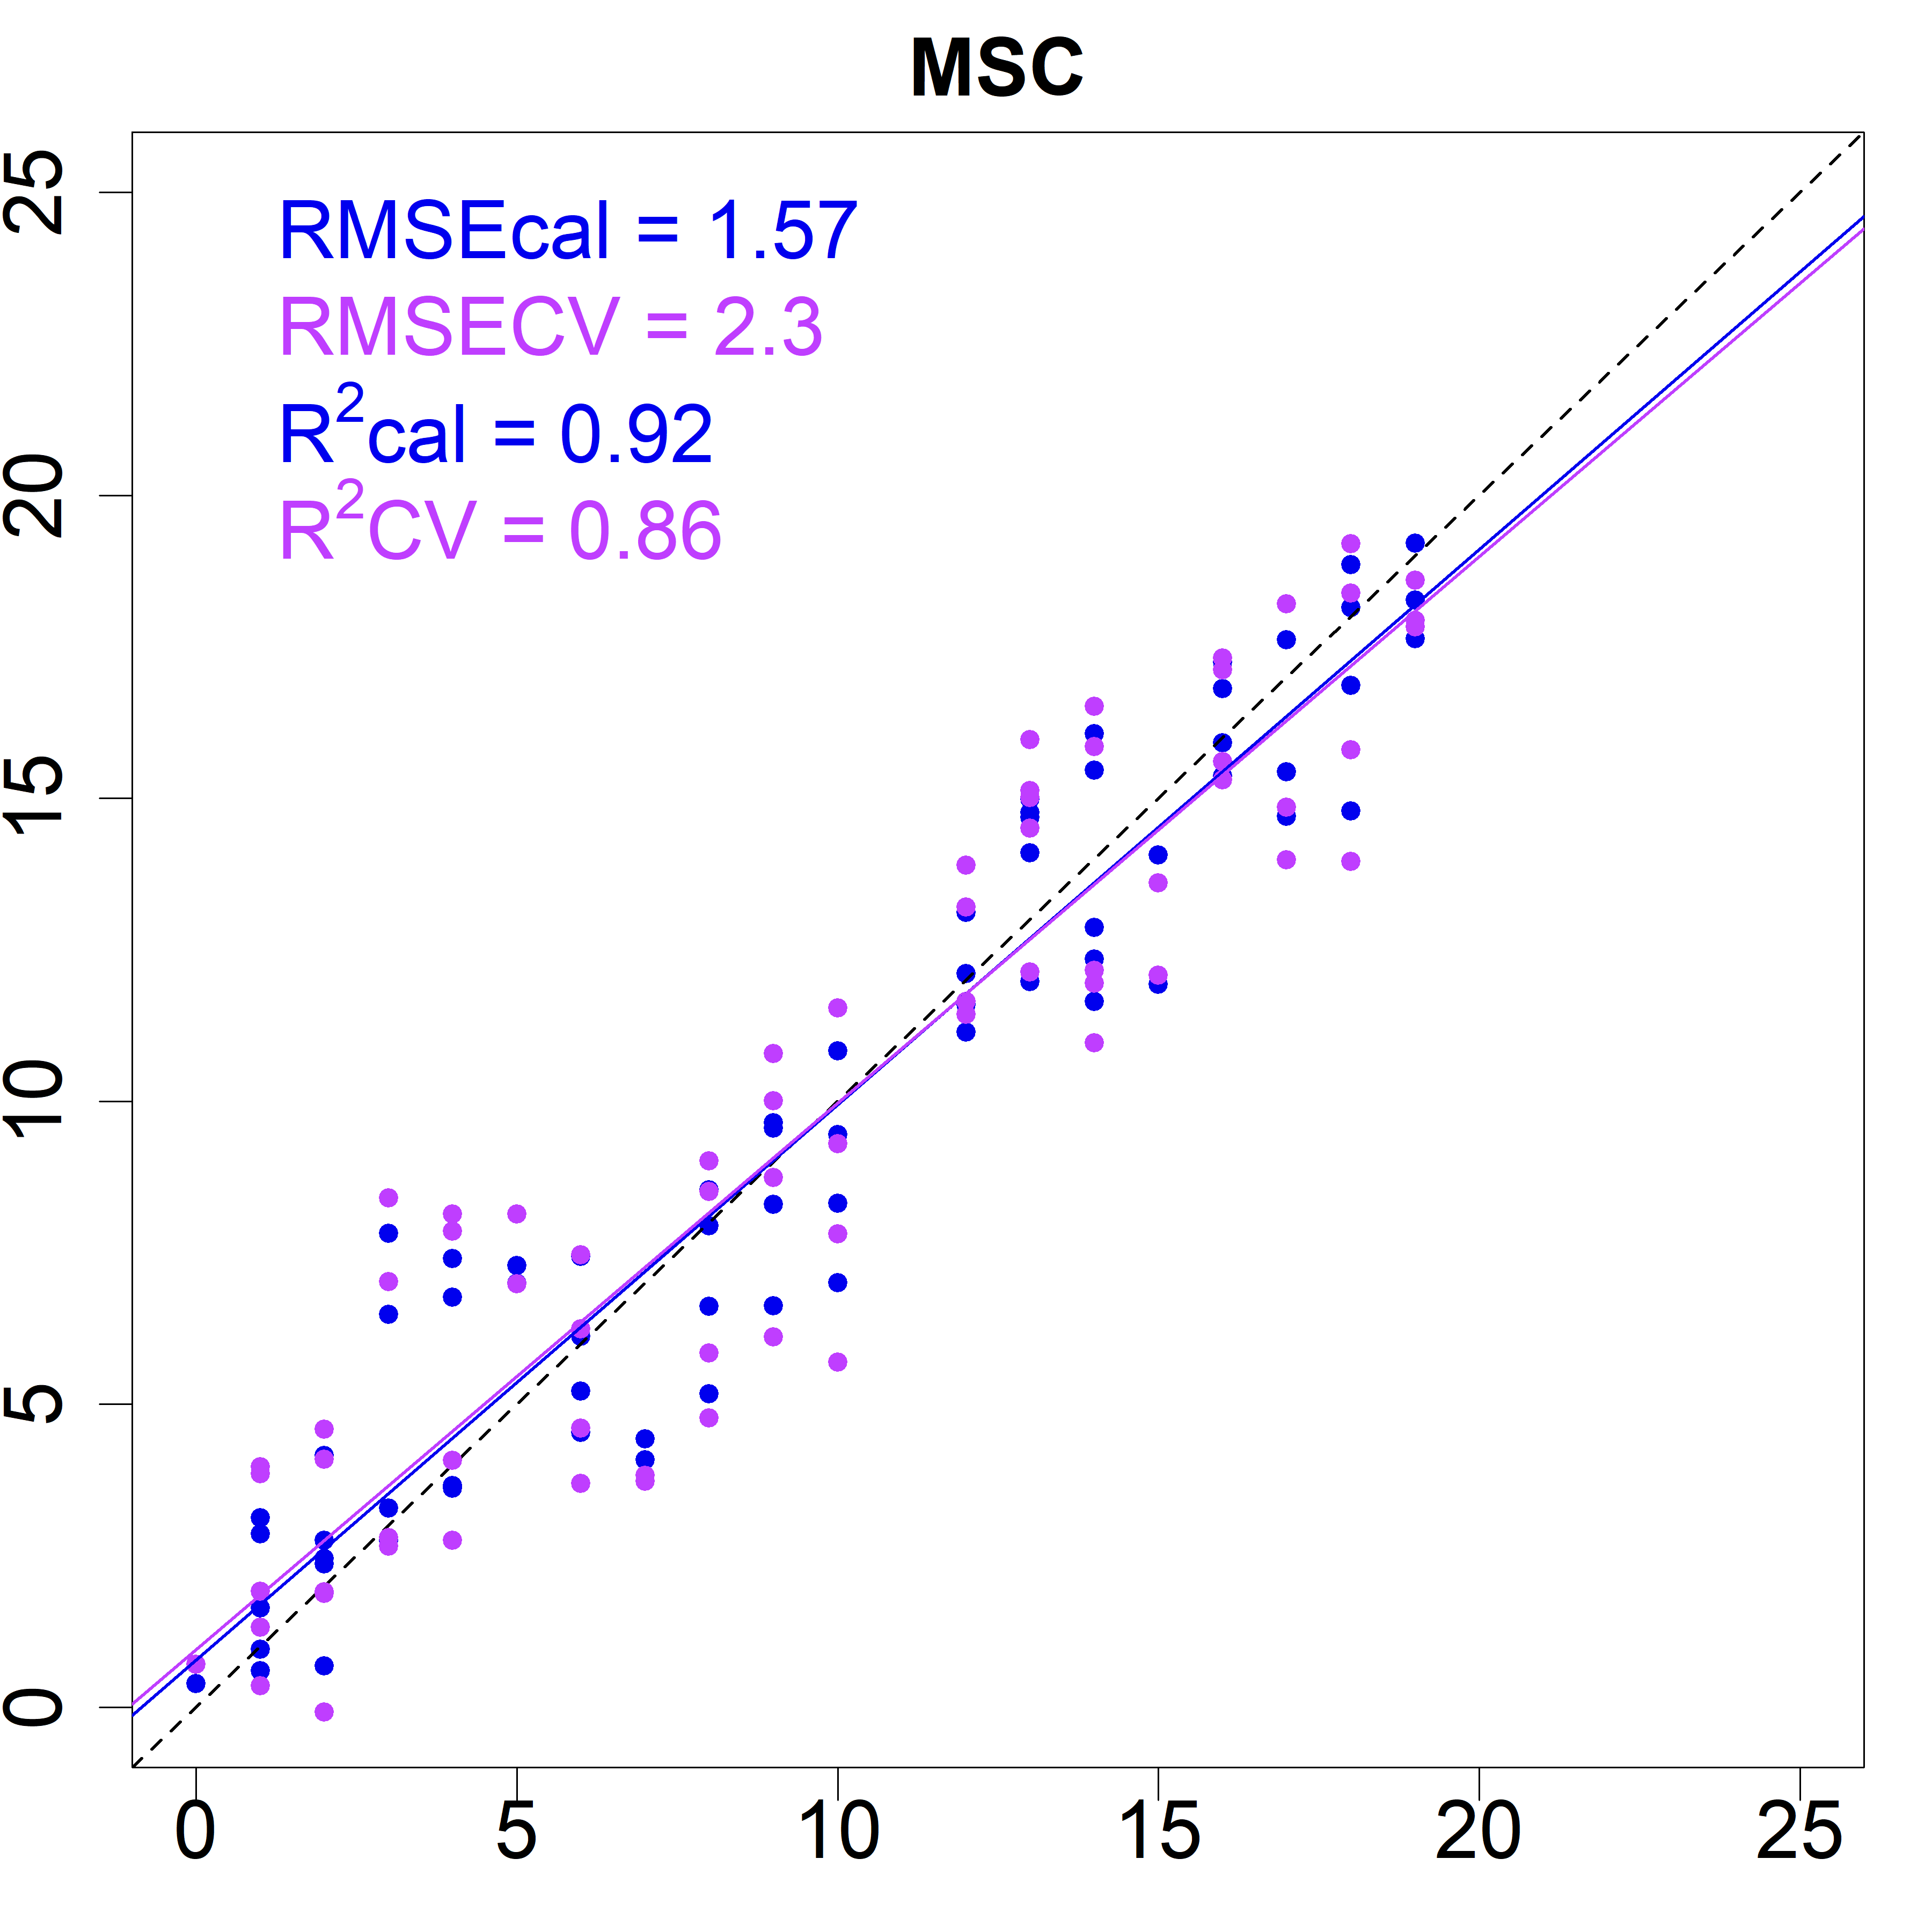 MSC
RMSEcal = 1.57
RMSECV = 2.3
R²cal = 0.92
R²CV = 0.86
25
20
15
10
5
0
0 5 10 15 20 25